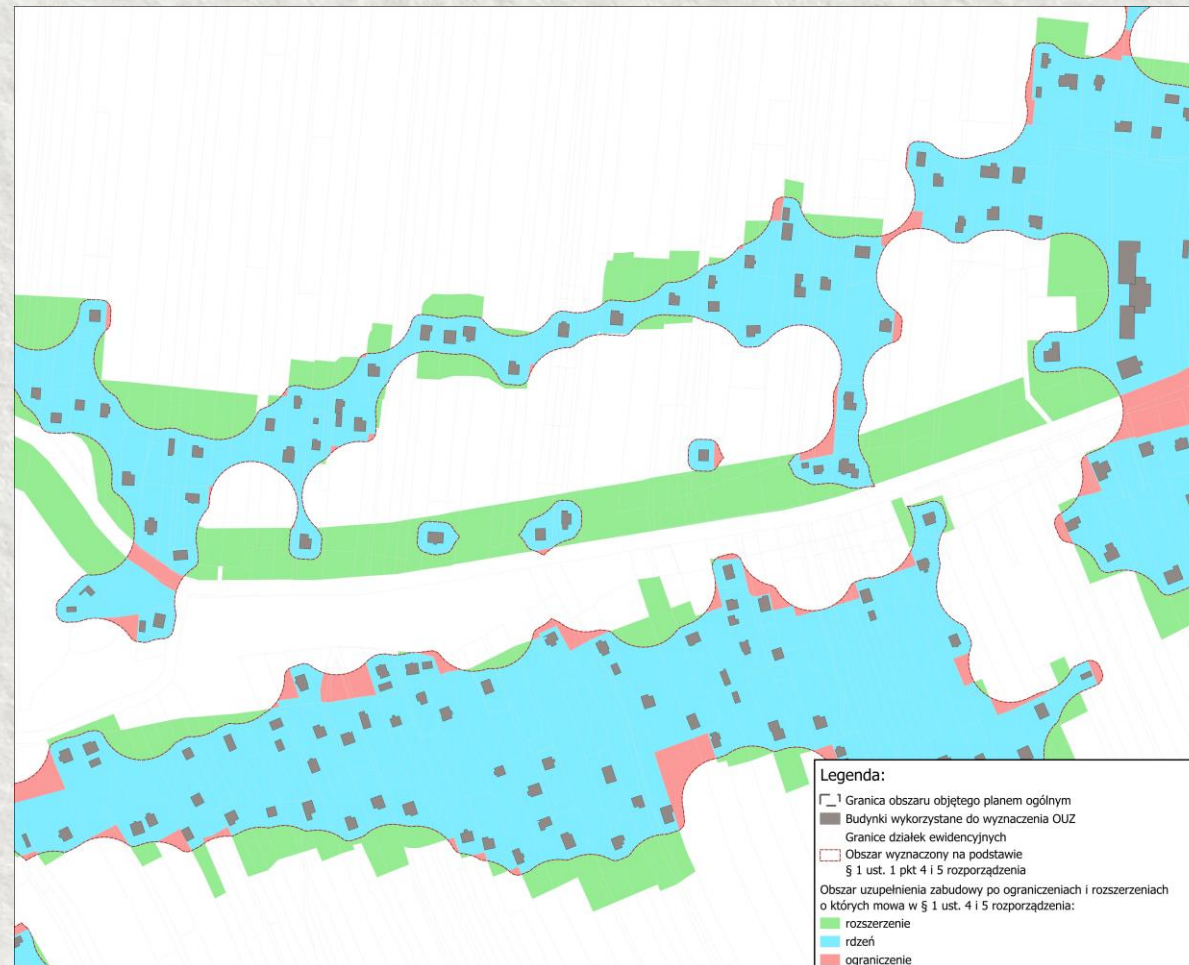 Legenda:
Granica obszaru objętego planem ogólnym
Budynki wykorzystane do wyznaczenia OUZ
Granice działek ewidencyjnych
Obszar wyznaczony na podstawie
§ 1 ust. 1 pkt 4 i 5 rozporządzenia
Obszar uzupełnienia zabudowy po ograniczeniach i rozszerzeniach
o których mowa w § 1 ust. 4 i 5 rozporządzenia:
rozszerzenie
rdzeń
ograniczenie